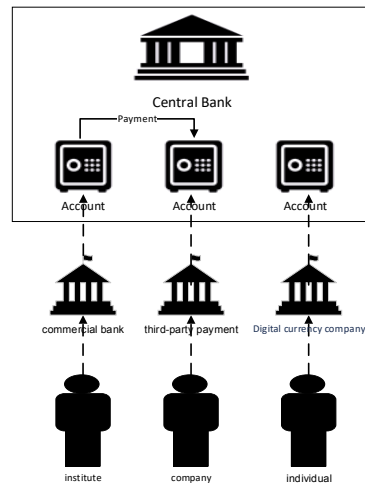 Central Bank
Payment
Account Account Account
commercial bank third-party payment Digital currency company
institute company individual